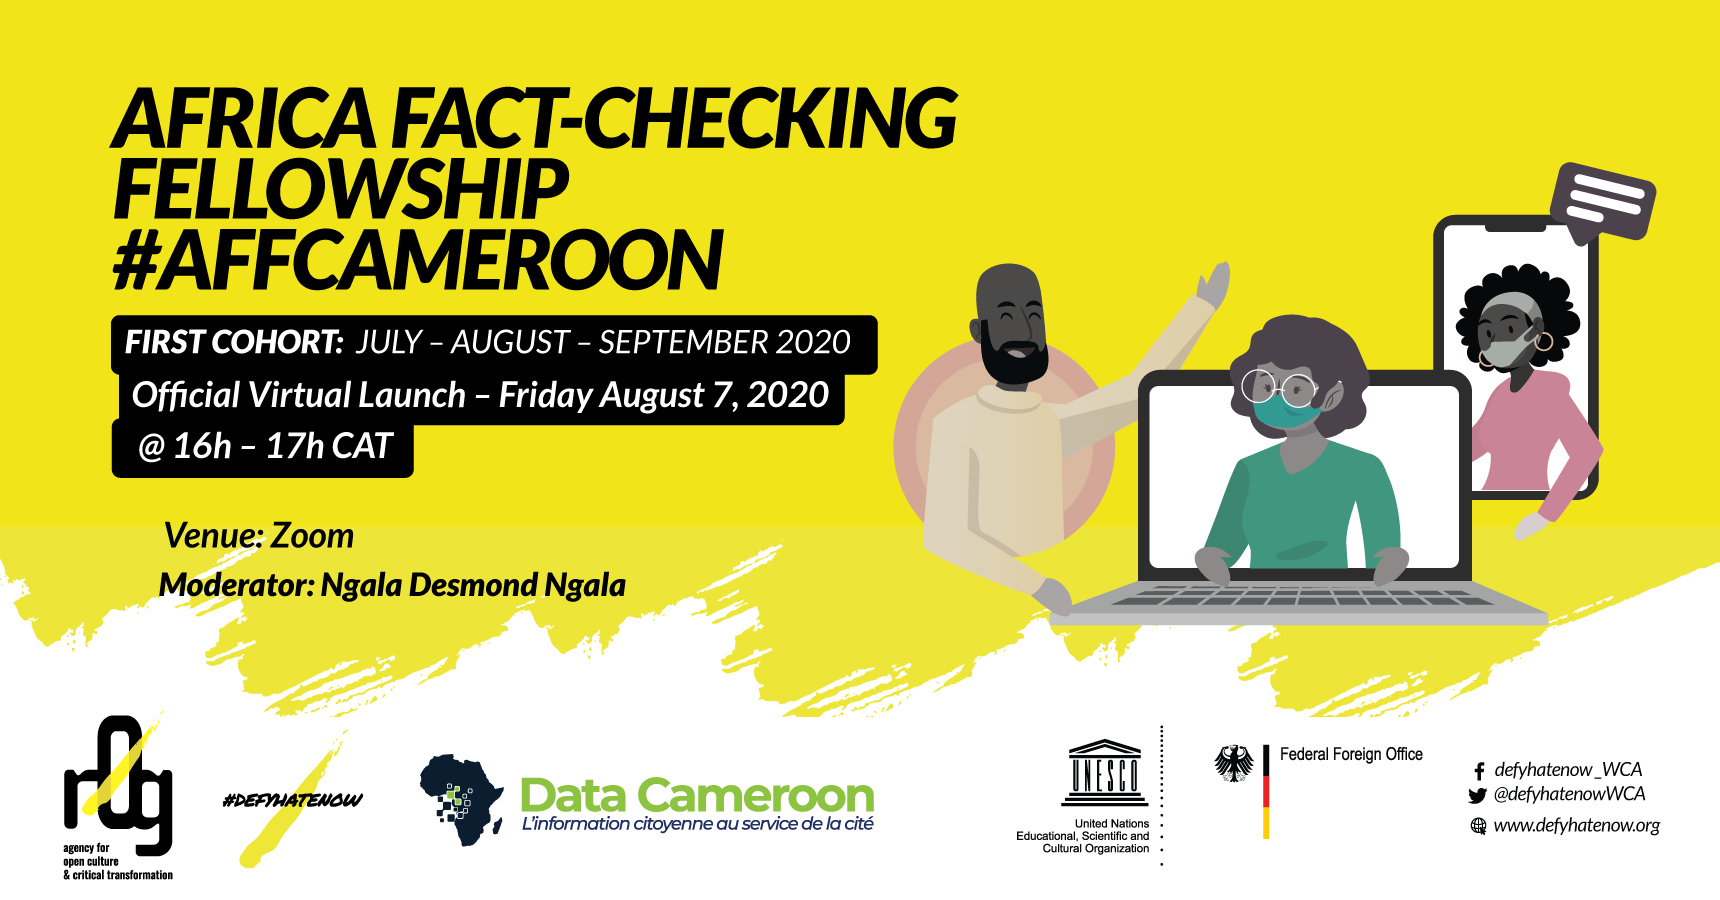 AFRICA FACT-CHECKING
FELLOWSHIP
#AFFCAMEROON
FIRST COHORT: JULY – AUGUST – SEPTEMBER 2020
Official Virtual Launch – Friday August 7, 2020
@ 16h – 17h CAT
Venue: Zoom
Moderator: Ngala Desmond Ngala
r0g
agency for
open culture
& critical transformation
#DEFYHATENOW
Data Cameroon
L'information citoyenne au service de la cité
UNESCO
United Nations
Educational, Scientific and
Cultural Organization
Federal Foreign Office
defyhatenow_WCA
@defyhatenowWCA
www.defyhatenow.org